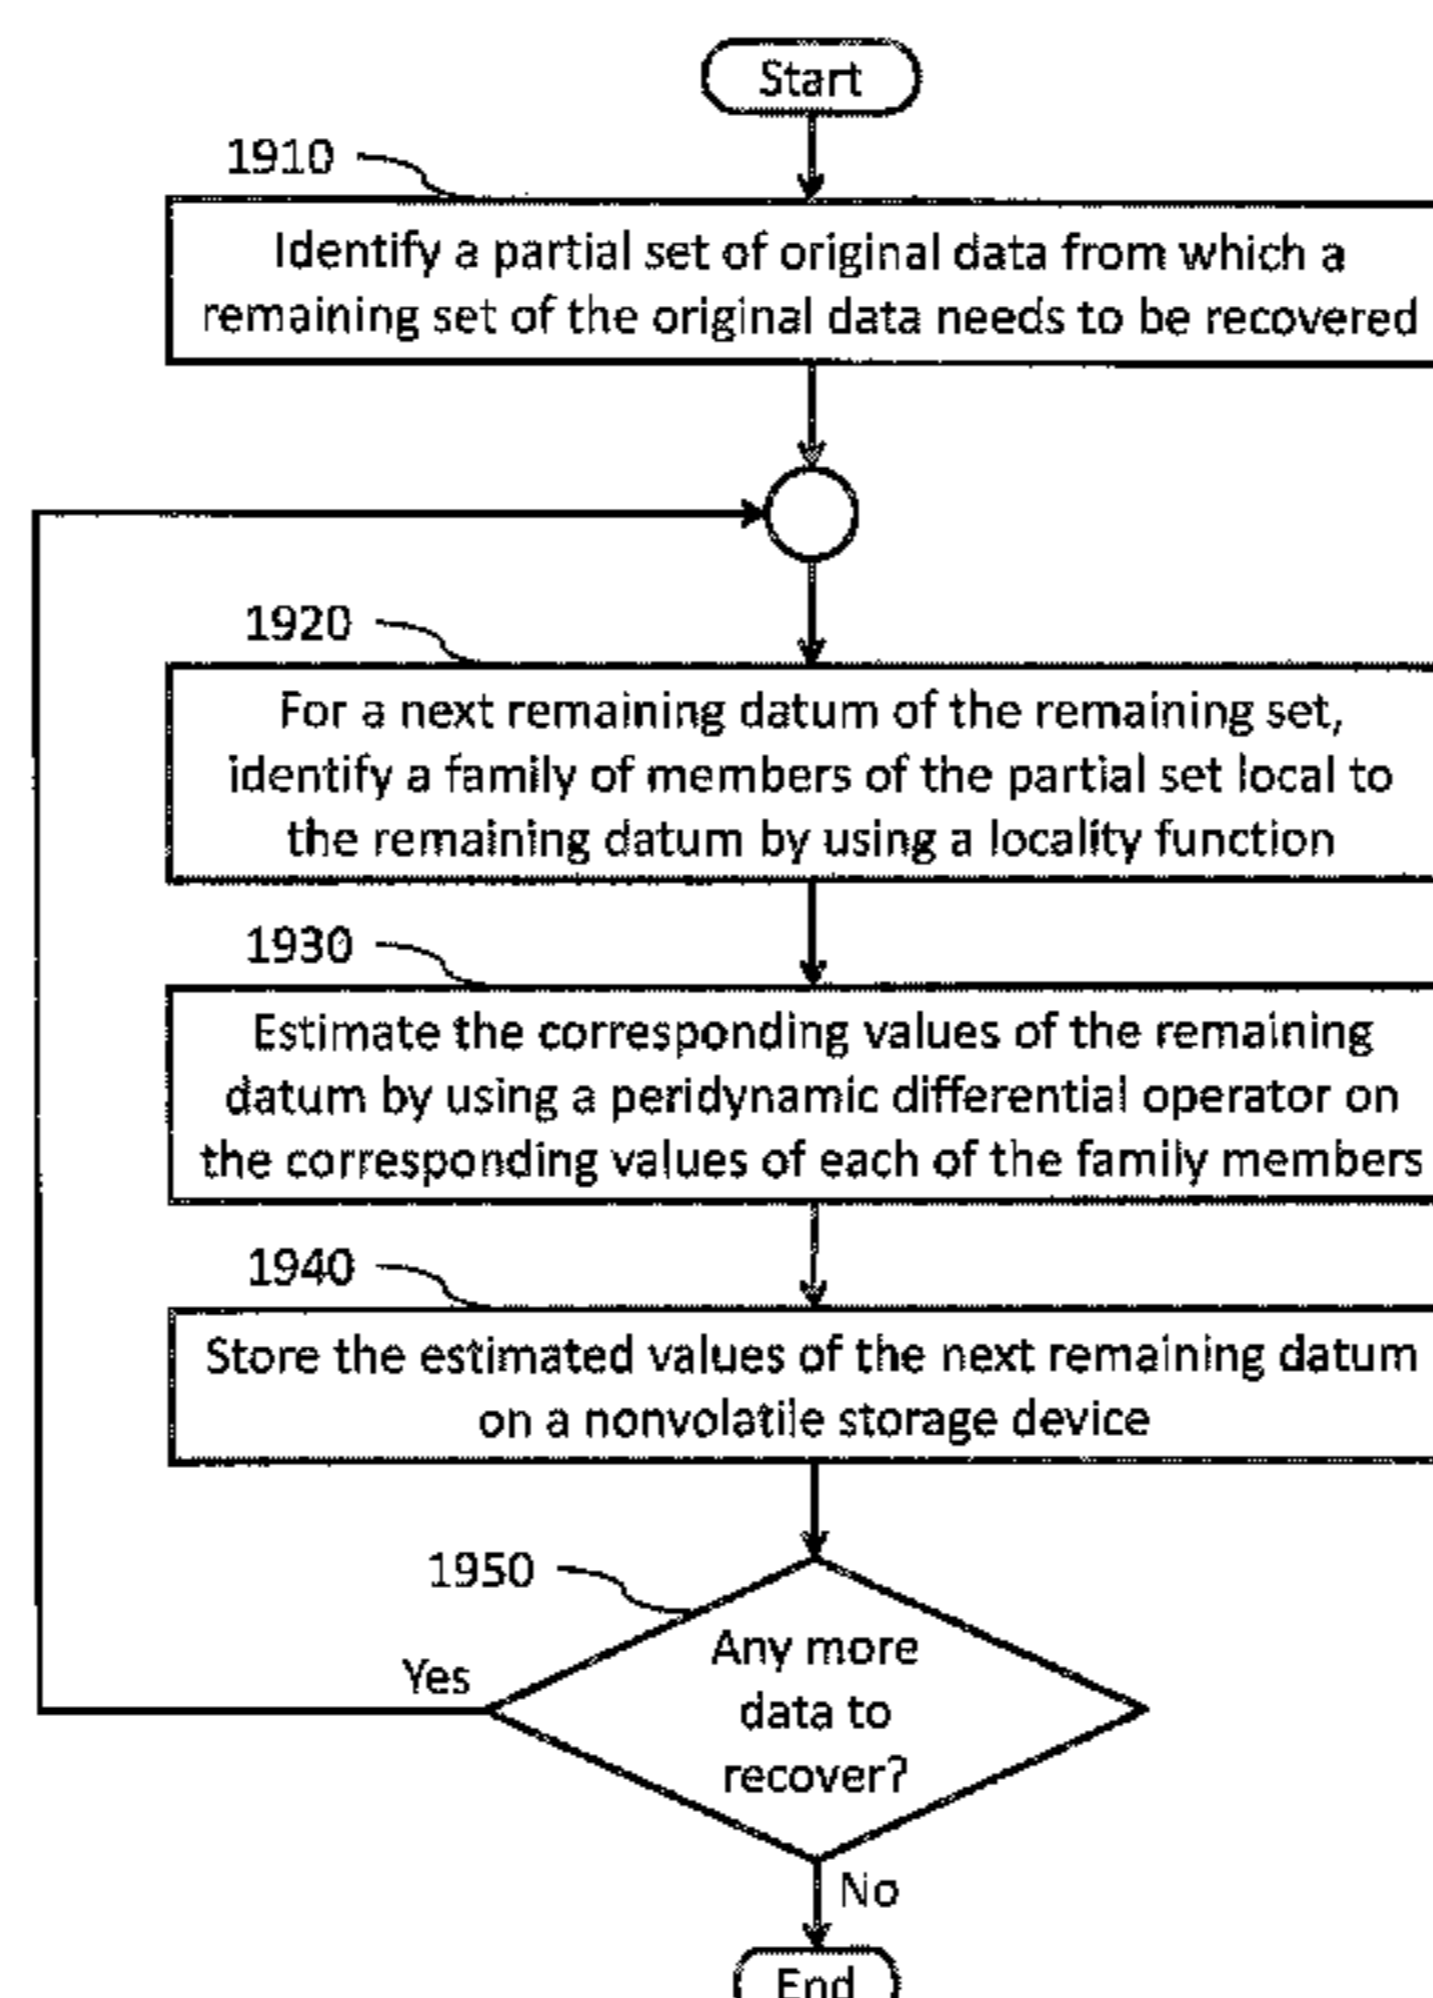 Start
1910
Identify a partial set of original data from which a
remaining set of the original data needs to be recovered
1920
For a next remaining datum of the remaining set,
identify a family of members of the partial set local to
the remaining datum by using a locality function
1930
Estimate the corresponding values of the remaining
datum by using a peridynamic differential operator on
the corresponding values of each of the family members
1940
Store the estimated values of the next remaining datum
on a nonvolatile storage device
1950
Any more
data to
recover?
Yes
No
End